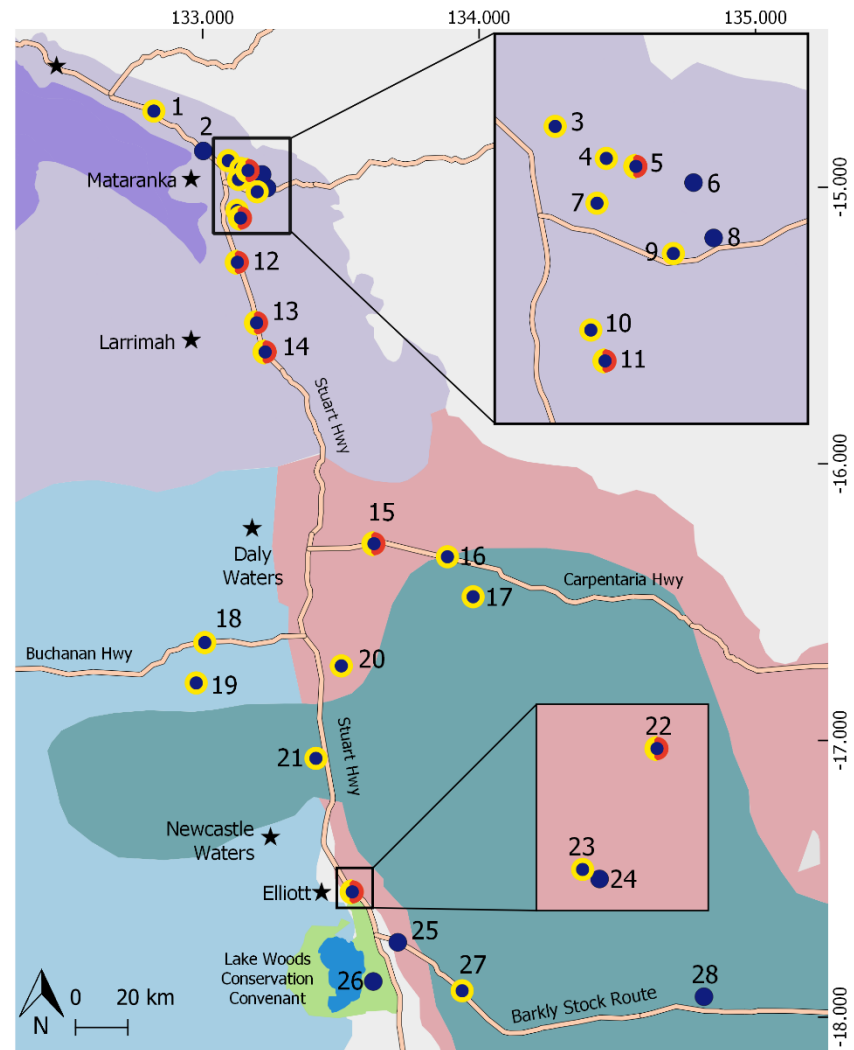 133.000
134.000
135.000
1
2
3
4
5
6
7
8
9
10
11
-15.000
Mataranka
12
13
Larrimah
14
Stuart Hwy
-16.000
15
Daly
Waters
16
Carpentaria Hwy
17
18
Buchanan Hwy
19
20
-17.000
Stuart Hwy
21
22
23
24
Newcastle
Waters
Elliott
25
Lake Woods
Conservation
Convenant
26
27
28
Barkly Stock Route
-18.000
N
0 20 km